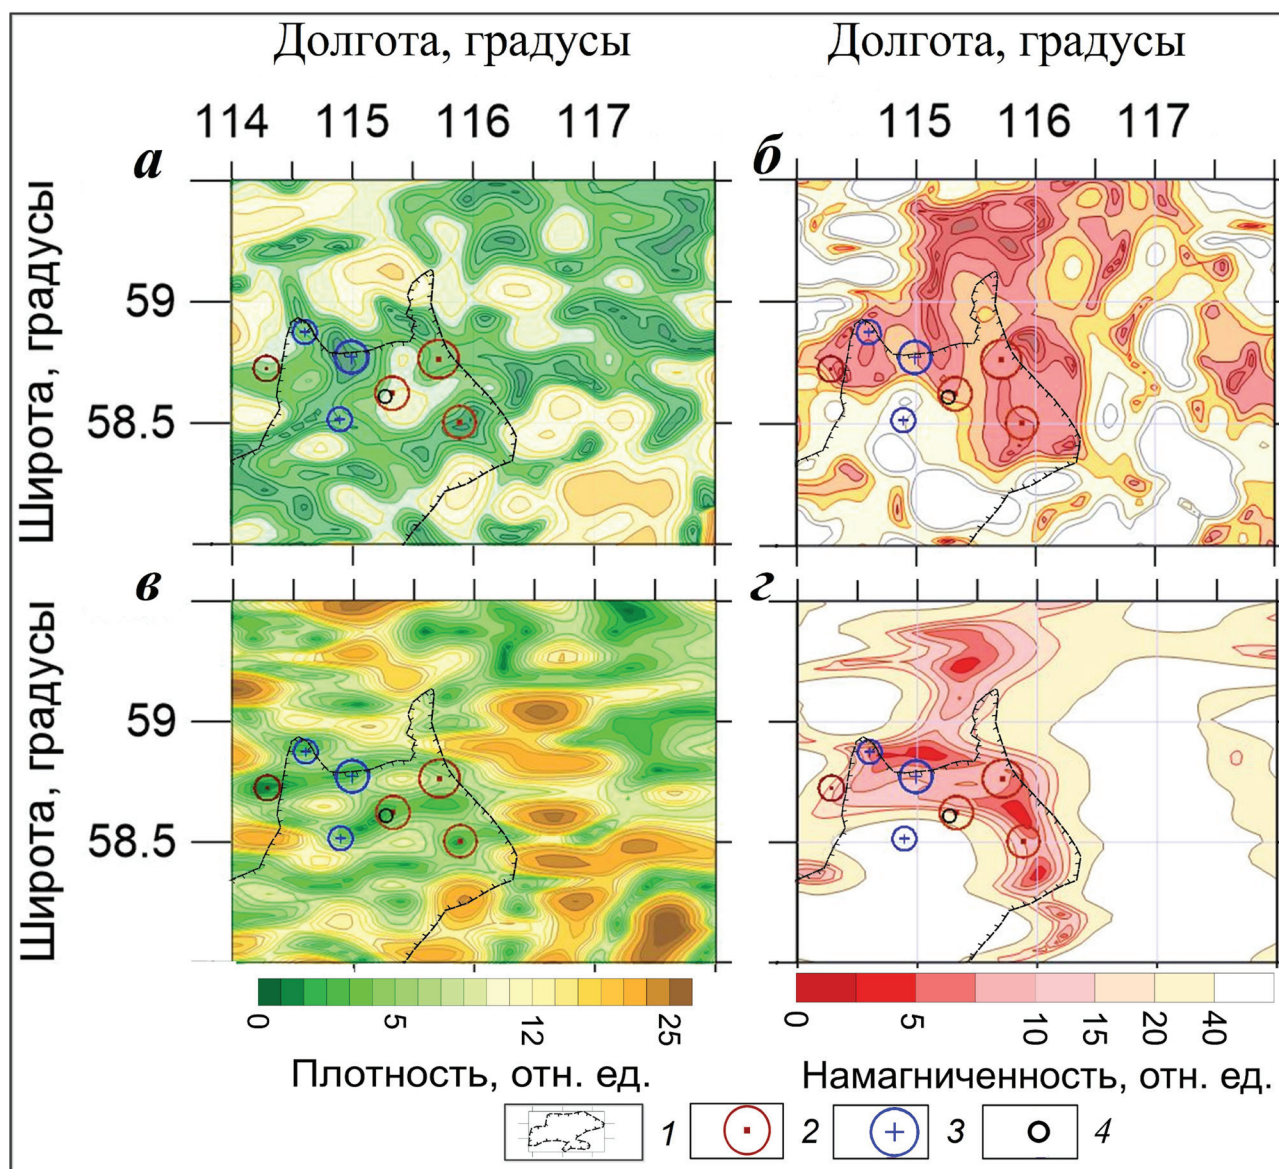 Долгота, градусы Долгота, градусы
114 115 116 117 115 116 117
а б
Широта, градусы
59
58.5
в г
Широта, градусы
59
58.5
0 5 12 25
0 5 10 15 20 40
Плотность, отн. ед. Намагниченность, отн. ед.
1 2 3 4